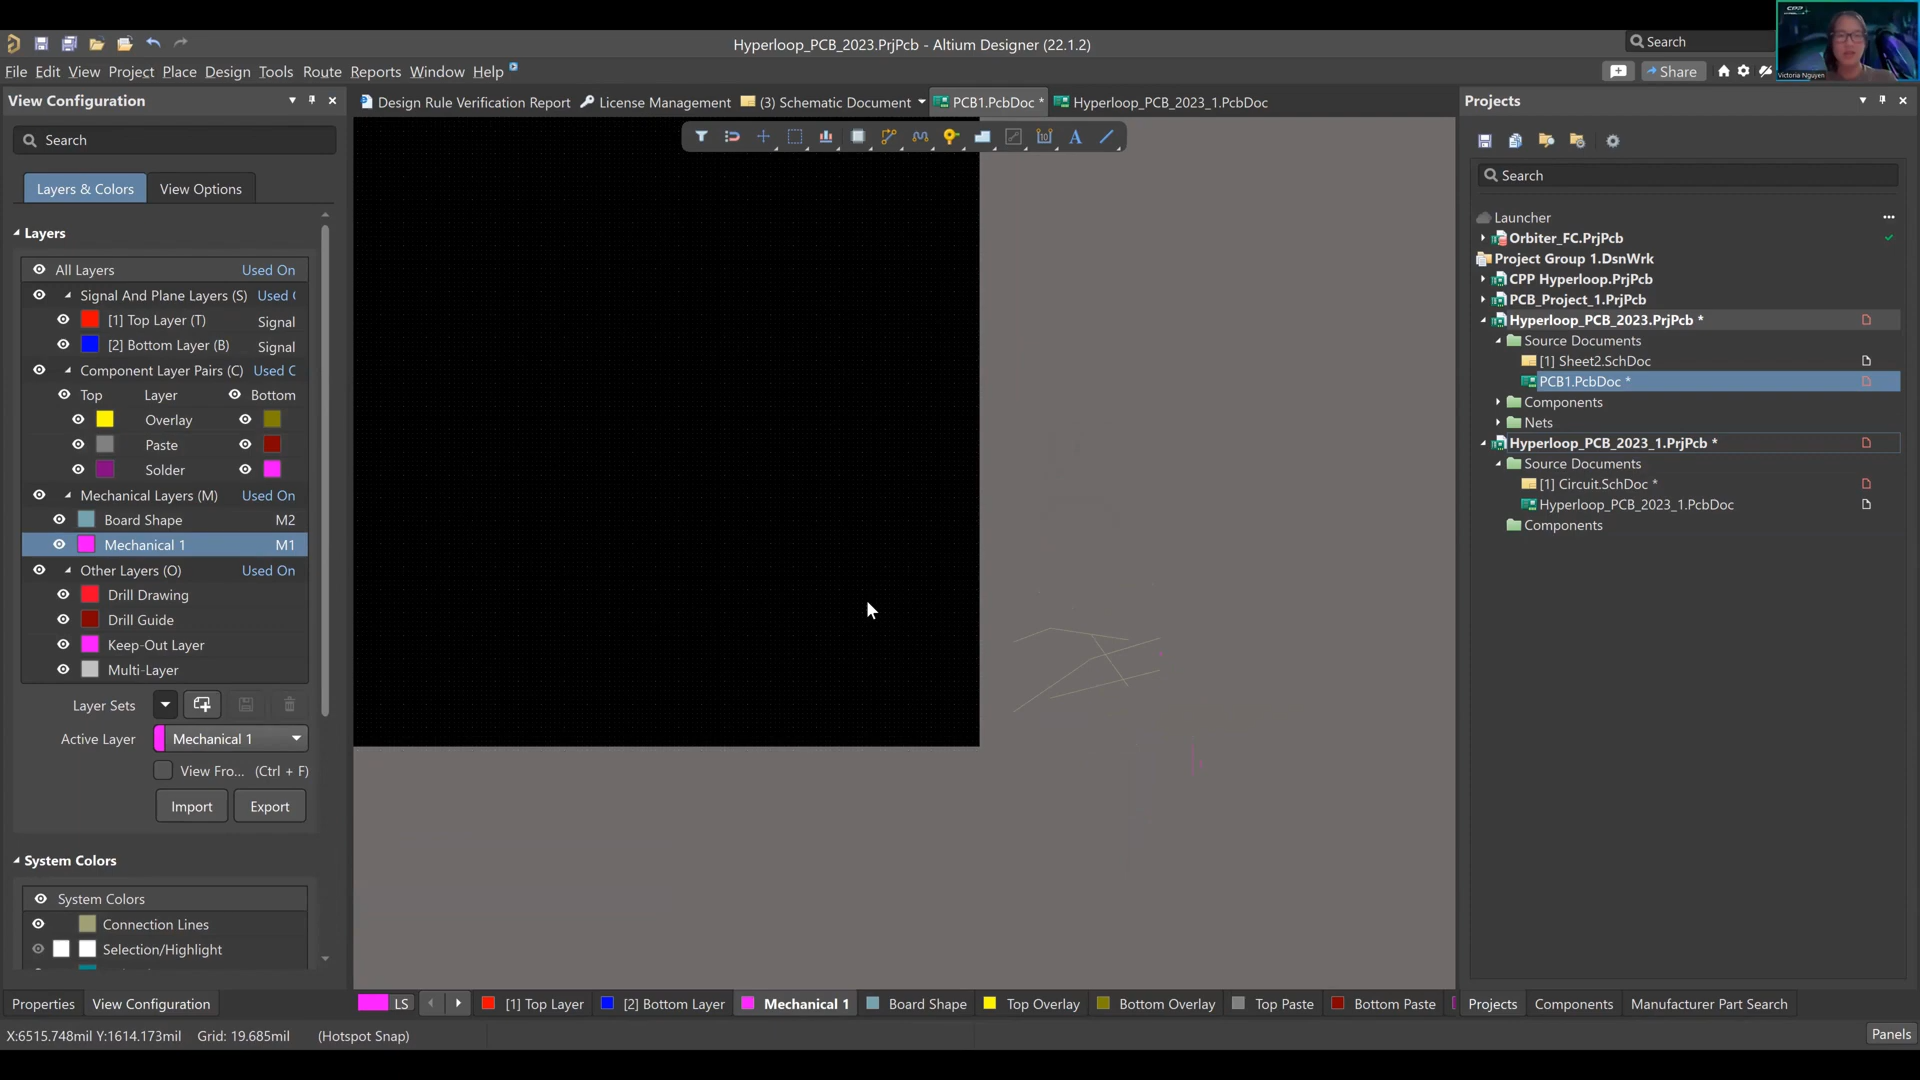 Hyperloop_PCB_2023.PrjPcb - Altium Designer (22.1.2)
Search
CPP
Victoria Nguyen
File Edit View Project Place Design Tools Route Reports Window Help
Share
View Configuration
Design Rule Verification Report
License Management
(3) Schematic Document
PCB1.PcbDoc *
Hyperloop_PCB_2023_1.PcbDoc
Projects
Search
Search
Layers & Colors
View Options
Layers
All Layers Used On
Signal And Plane Layers (S) Used
[1] Top Layer (T) Signal
[2] Bottom Layer (B) Signal
Component Layer Pairs (C) Used C
Top Layer Bottom
Overlay
Paste
Solder
Mechanical Layers (M) Used On
Board Shape M2
Mechanical 1 M1
Other Layers (O) Used On
Drill Drawing
Drill Guide
Keep-Out Layer
Multi-Layer
Layer Sets
Active Layer Mechanical 1
View Fro... (Ctrl + F)
Import Export
System Colors
System Colors
Connection Lines
Selection/Highlight
Launcher
Orbiter_FC.PrjPcb
Project Group 1.DsnWrk
CPP Hyperloop.PrjPcb
PCB_Project_1.PrjPcb
Hyperloop_PCB_2023.PrjPcb *
Source Documents
[1] Sheet2.SchDoc
PCB1.PcbDoc *
Components
Nets
Hyperloop_PCB_2023_1.PrjPcb *
Source Documents
[1] Circuit.SchDoc *
Hyperloop_PCB_2023_1.PcbDoc
Components
Properties View Configuration
LS [1] Top Layer [2] Bottom Layer Mechanical 1 Board Shape Top Overlay Bottom Overlay Top Paste Bottom Paste
Projects Components Manufacturer Part Search
X:6515.748mil Y:1614.173mil Grid: 19.685mil (Hotspot Snap)
Panels